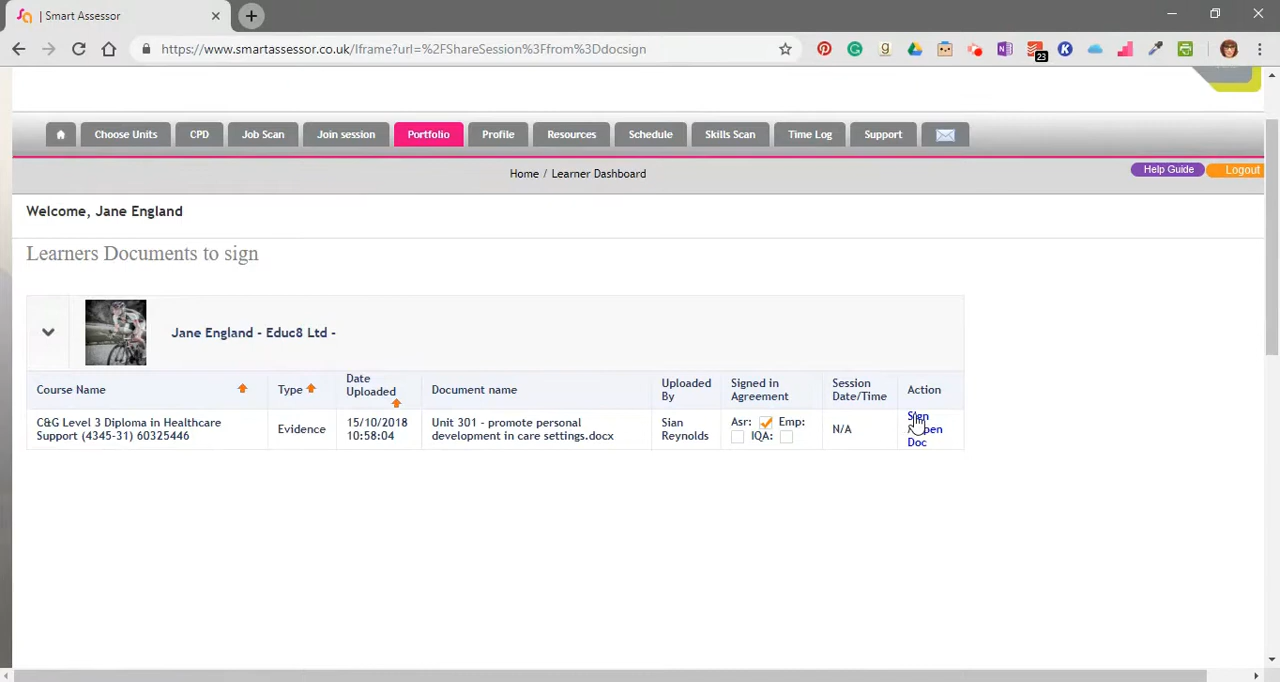 | Smart Assessor
https://www.smartassessor.co.uk/Iframe?url=%2FShareSession%3Ffrom%3Ddocsign
23
Choose Units CPD Job Scan Join session Portfolio Profile Resources Schedule Skills Scan Time Log Support
Home / Learner Dashboard
Help Guide Logout
Welcome, Jane England
Learners Documents to sign
Jane England - Educ8 Ltd -
Course Name
Type
Date
Uploaded
Document name
Uploaded
By
Signed in
Agreement
Session
Date/Time
Action
C&G Level 3 Diploma in Healthcare
Support (4345-31) 60325446
Evidence
15/10/2018
10:58:04
Unit 301 - promote personal
development in care settings.docx
Sian
Reynolds
Asr: Emp:
IQA:
N/A
Sign
Doc